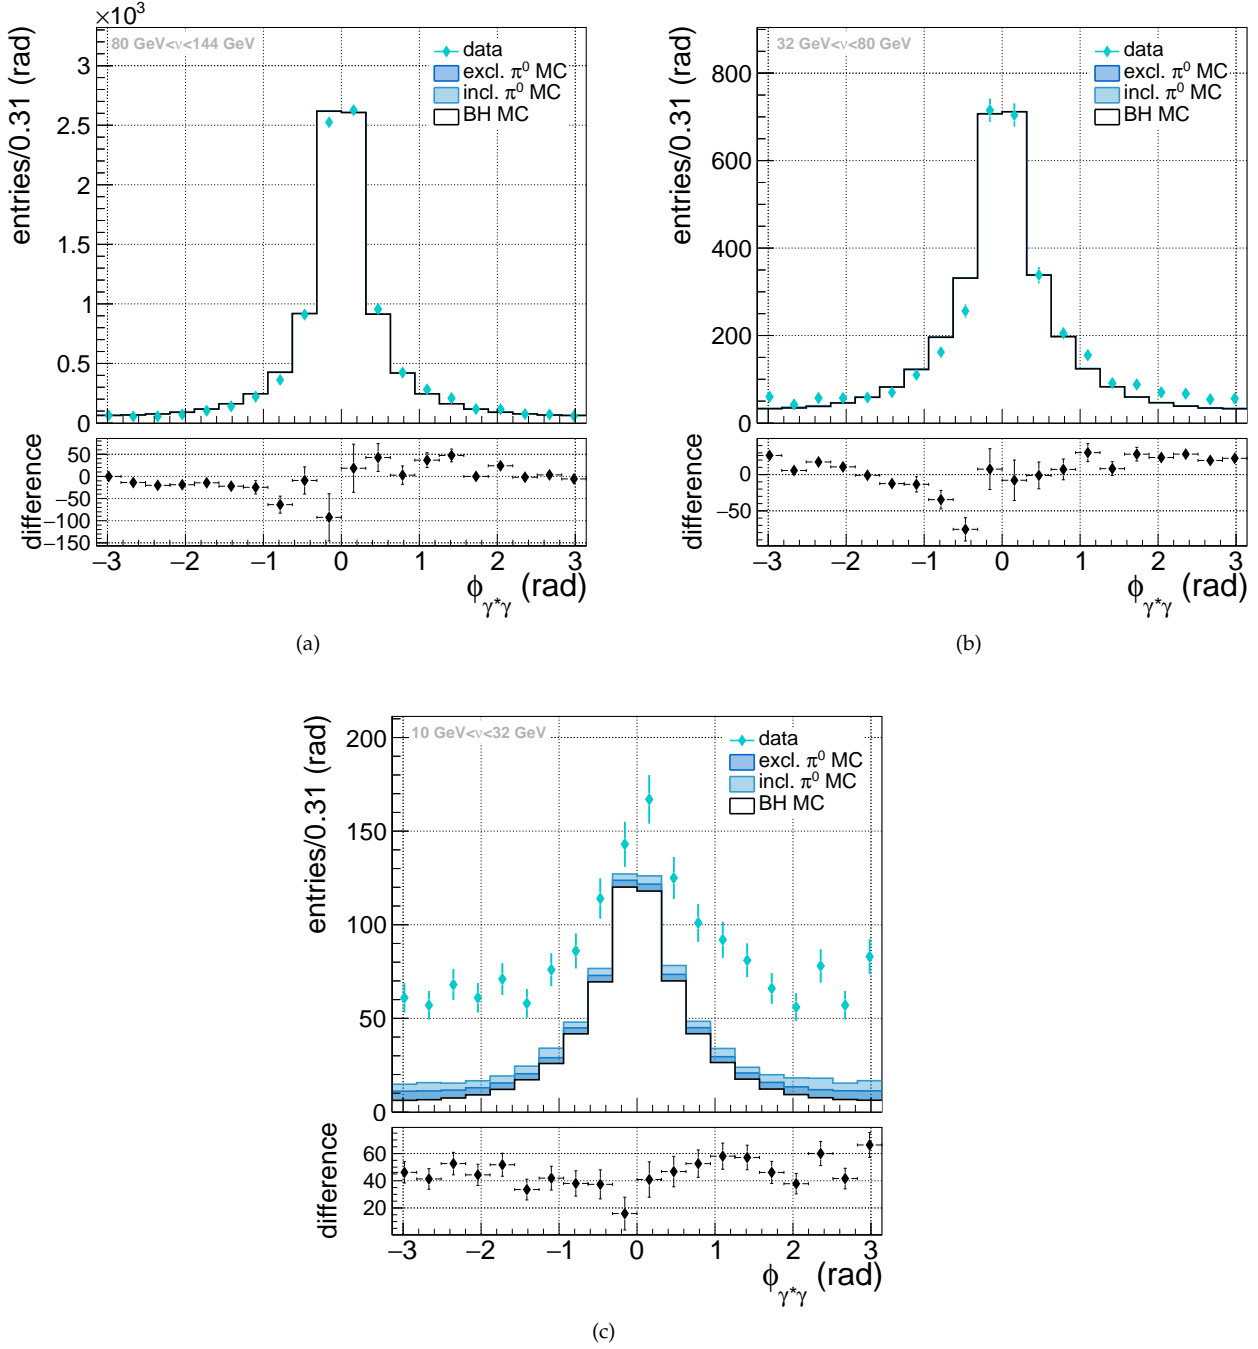 ×10³
80 GeV<ν<144 GeV
data
excl. π⁰ MC
incl. π⁰ MC
BH MC
entries/0.31 (rad)
3
2.5
2
1.5
1
0.5
0
difference
50
0
−50
−100
−150
−3 −2 −1 0 1 2 3
ϕγ*γ (rad)
(a)
32 GeV<ν<80 GeV
data
excl. π⁰ MC
incl. π⁰ MC
BH MC
entries/0.31 (rad)
800
600
400
200
0
difference
0
−50
−3 −2 −1 0 1 2 3
ϕγ*γ (rad)
(b)
10 GeV<ν<32 GeV
data
excl. π⁰ MC
incl. π⁰ MC
BH MC
entries/0.31 (rad)
200
150
100
50
0
difference
60
40
20
−3 −2 −1 0 1 2 3
ϕγ*γ (rad)
(c)